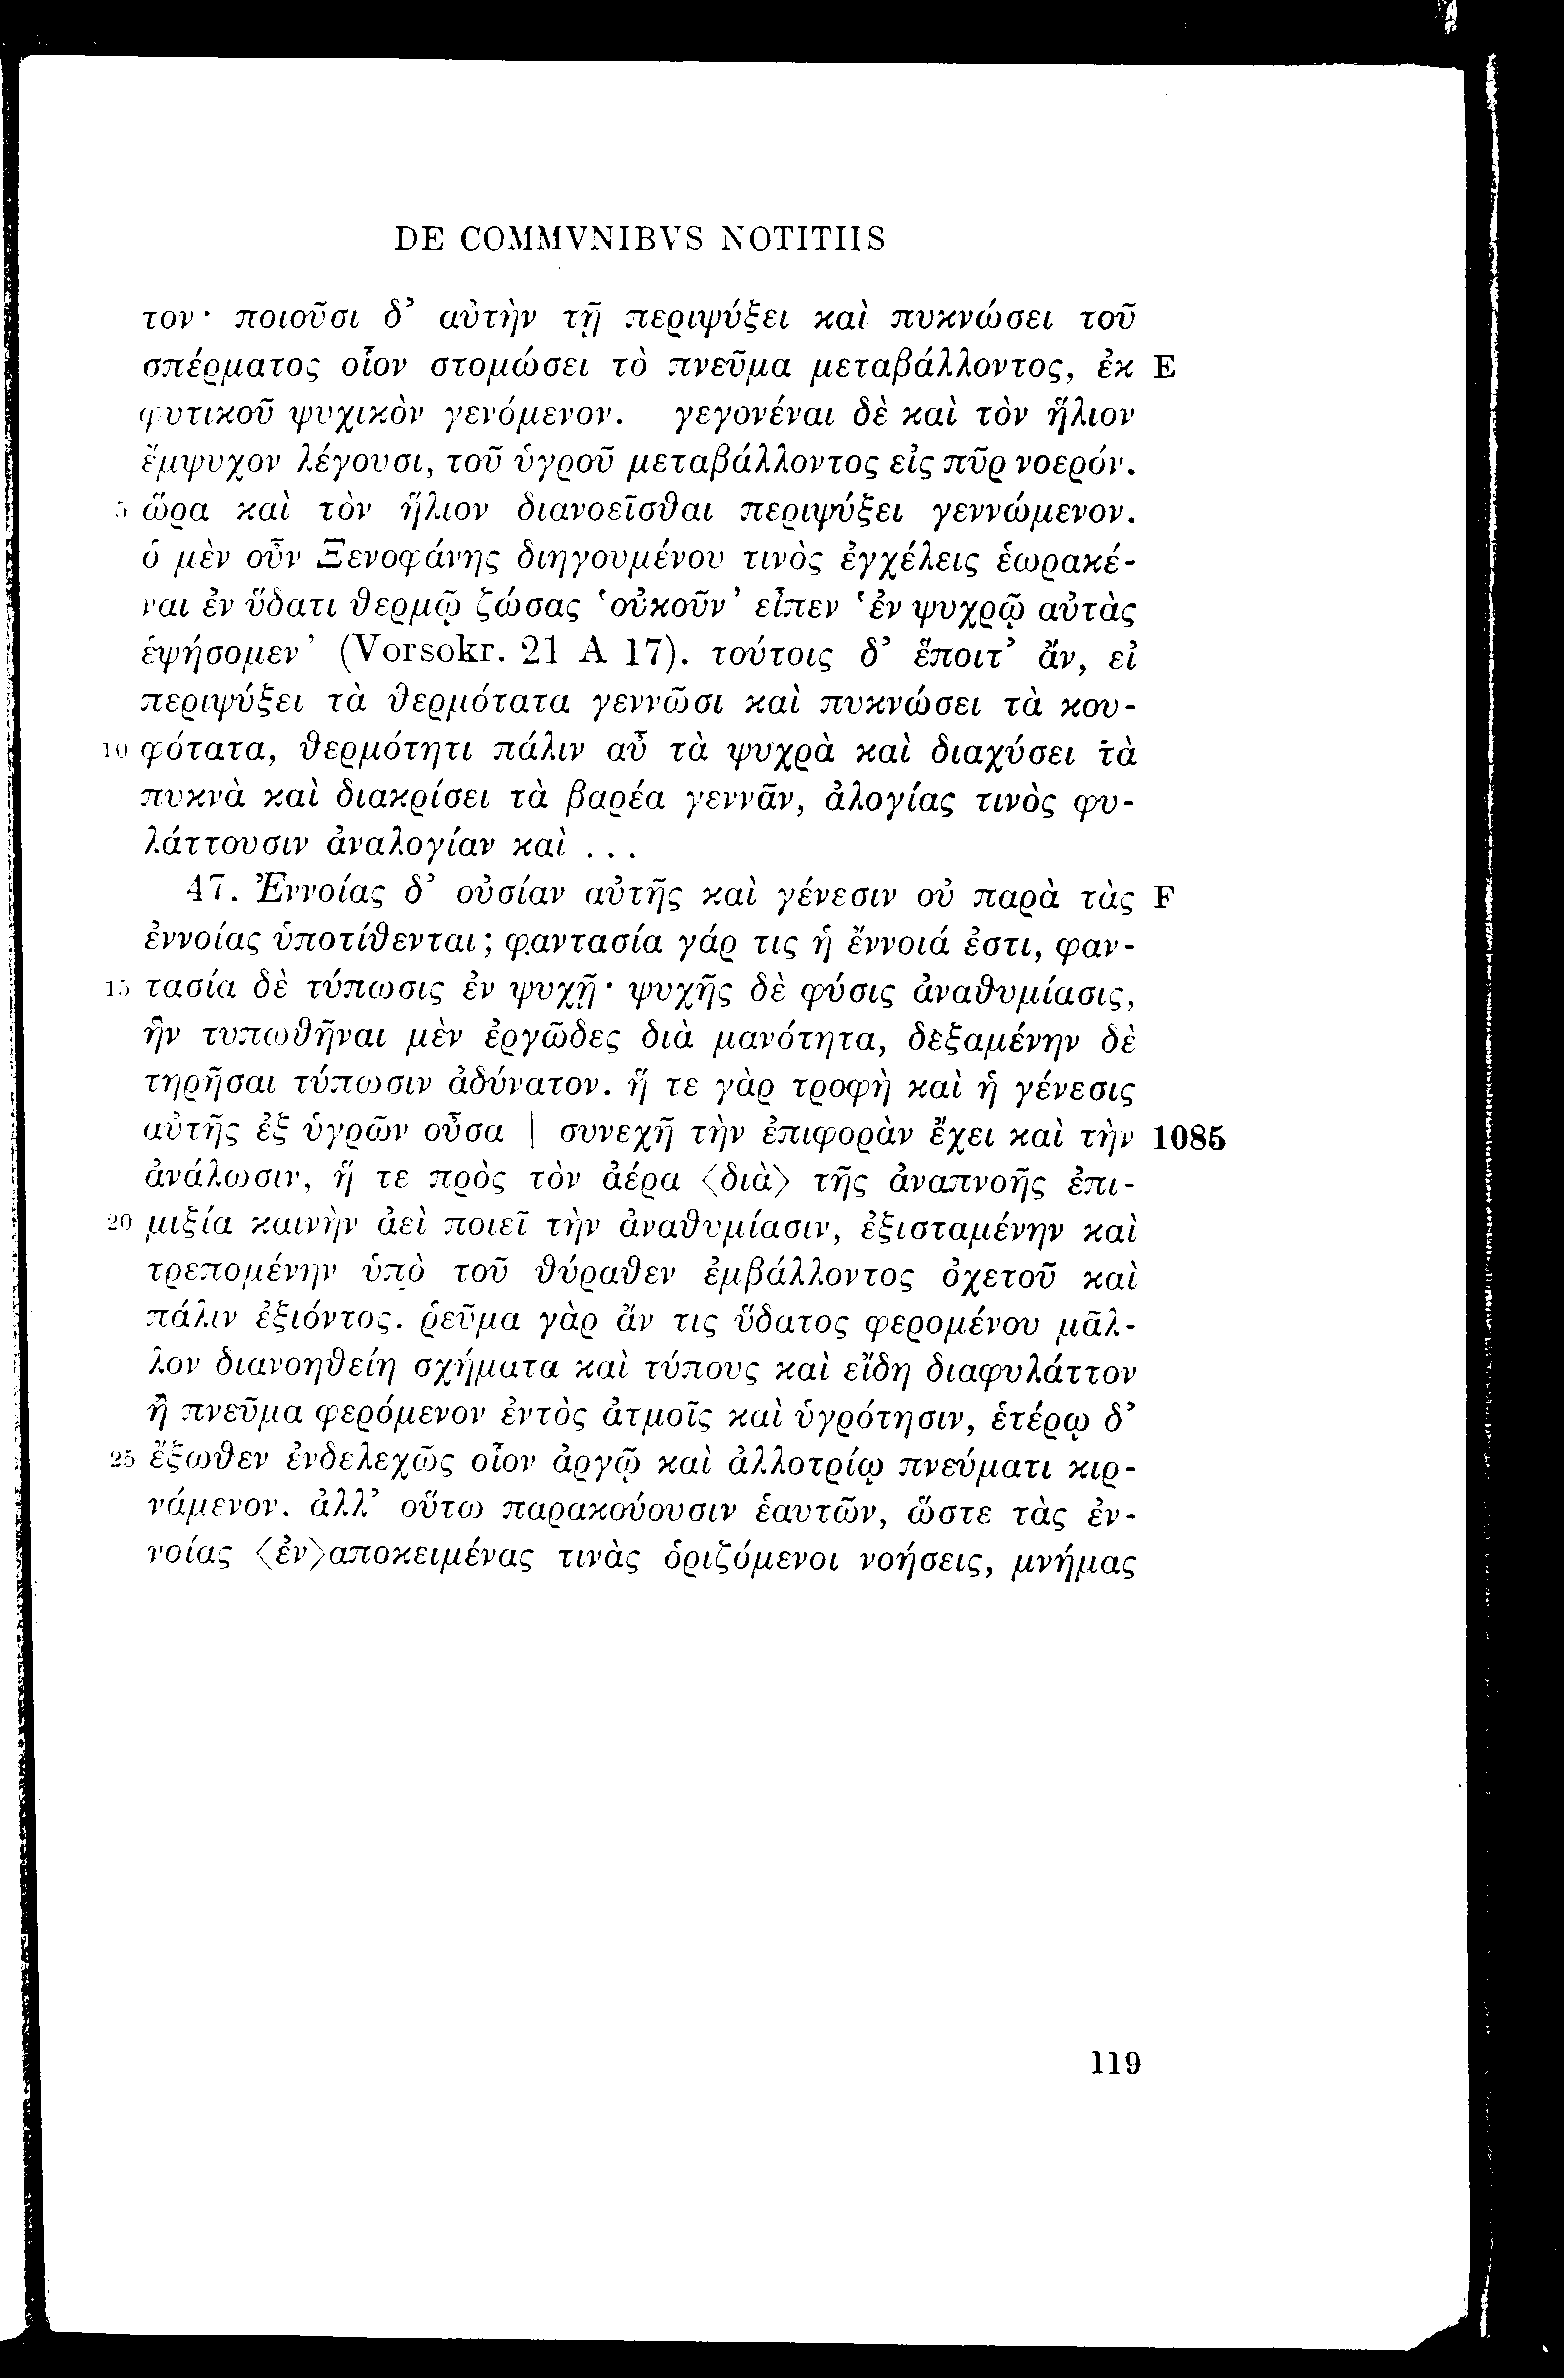 DE COMMVNIBVS NOTITIIS
τον· ποιοῦσι δ’ αὐτὴν τῇ περιψύξει καὶ πυκνώσει τοῦ
σπέρματος οἷον στομώσει τὸ πνεῦμα μεταβάλλοντος, ἐκ E
φυτικοῦ ψυχικὸν γενόμενον. γεγονέναι δὲ καὶ τὸν ἥλιον
ἔμψυχον λέγουσι, τοῦ ὑγροῦ μεταβάλλοντος εἰς πῦρ νοερόν.
5 ὥρα καὶ τὸν ἥλιον διανοεῖσθαι περιψύξει γεννώμενον.
ὁ μὲν οὖν Ξενοφάνης διηγουμένου τινὸς ἐγχέλεις ἑωρακέ-
ναι ἐν ὕδατι θερμῷ ζώσας ‘οὐκοῦν’ εἶπεν ‘ἐν ψυχρῷ αὐτὰς
ἑψήσομεν’ (Vorsokr. 21 A 17). τούτοις δ’ ἕποιτ’ ἄν, εἰ
περιψύξει τὰ θερμότατα γεννῶσι καὶ πυκνώσει τὰ κου-
10 φότατα, θερμότητι πάλιν αὖ τὰ ψυχρὰ καὶ διαχύσει τὰ
πυκνὰ καὶ διακρίσει τὰ βαρέα γεννᾶν, ἀλογίας τινὸς φυ-
λάττουσιν ἀναλογίαν καὶ ...
47. Ἐννοίας δ’ οὐσίαν αὐτῆς καὶ γένεσιν οὐ παρὰ τὰς F
ἐννοίας ὑποτίθενται; φαντασία γάρ τις ἡ ἔννοιά ἐστι, φαν-
15 τασία δὲ τύπωσις ἐν ψυχῇ· ψυχῆς δὲ φύσις ἀναθυμίασις,
ἣν τυπωθῆναι μὲν ἐργῶδες διὰ μανότητα, δεξαμένην δὲ
τηρῆσαι τύπωσιν ἀδύνατον. ἥ τε γὰρ τροφὴ καὶ ἡ γένεσις
αὐτῆς ἐξ ὑγρῶν οὖσα | συνεχῆ τὴν ἐπιφορὰν ἔχει καὶ τὴν 1085
ἀνάλωσιν, ἥ τε πρὸς τὸν ἀέρα ⟨διὰ⟩ τῆς ἀναπνοῆς ἐπι-
20 μιξία καινὴν ἀεὶ ποιεῖ τὴν ἀναθυμίασιν, ἐξισταμένην καὶ
τρεπομένην ὑπὸ τοῦ θύραθεν ἐμβάλλοντος ὀχετοῦ καὶ
πάλιν ἐξιόντος. ῥεῦμα γὰρ ἄν τις ὕδατος φερομένου μᾶλ-
λον διανοηθείη σχήματα καὶ τύπους καὶ εἴδη διαφυλάττον
ἢ πνεῦμα φερόμενον ἐντὸς ἀτμοῖς καὶ ὑγρότησιν, ἑτέρῳ δ’
25 ἔξωθεν ἐνδελεχῶς οἷον ἀργῷ καὶ ἀλλοτρίῳ πνεύματι κιρ-
νάμενον. ἀλλ’ οὕτω παρακούουσιν ἑαυτῶν, ὥστε τὰς ἐν-
νοίας ⟨ἐν⟩αποκειμένας τινὰς ὁριζόμενοι νοήσεις, μνήμας
119